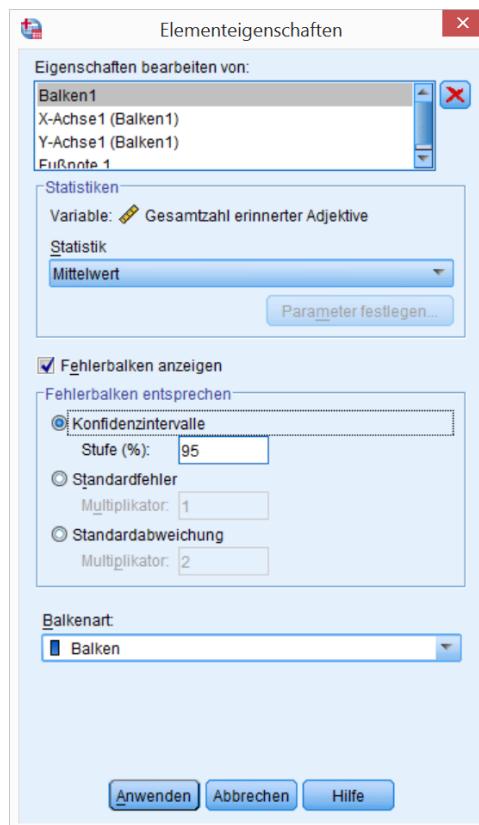 Elementeigenschaften
Eigenschaften bearbeiten von:
Balken1
X-Achse1 (Balken1)
Y-Achse1 (Balken1)
Fußnote 1
Statistiken
Variable: Gesamtzahl erinnerter Adjektive
Statistik
Mittelwert
Parameter festlegen...
Fehlerbalken anzeigen
Fehlerbalken entsprechen
Konfidenzintervalle
Stufe (%): 95
Standardfehler
Multiplikator: 1
Standardabweichung
Multiplikator: 2
Balkenart:
Balken
Anwenden Abbrechen Hilfe